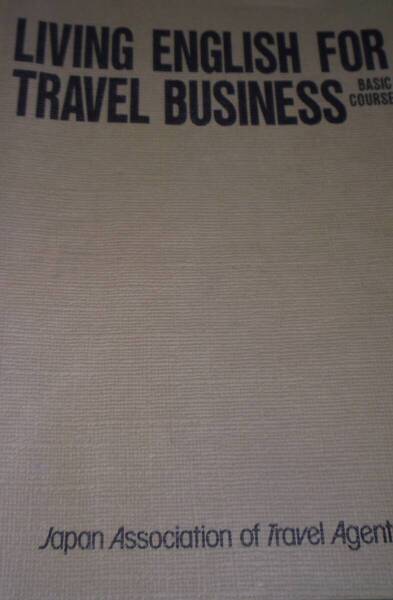 LIVING ENGLISH FOR
TRAVEL BUSINESS
BASIC
COURSE
Japan Association of Travel Agent